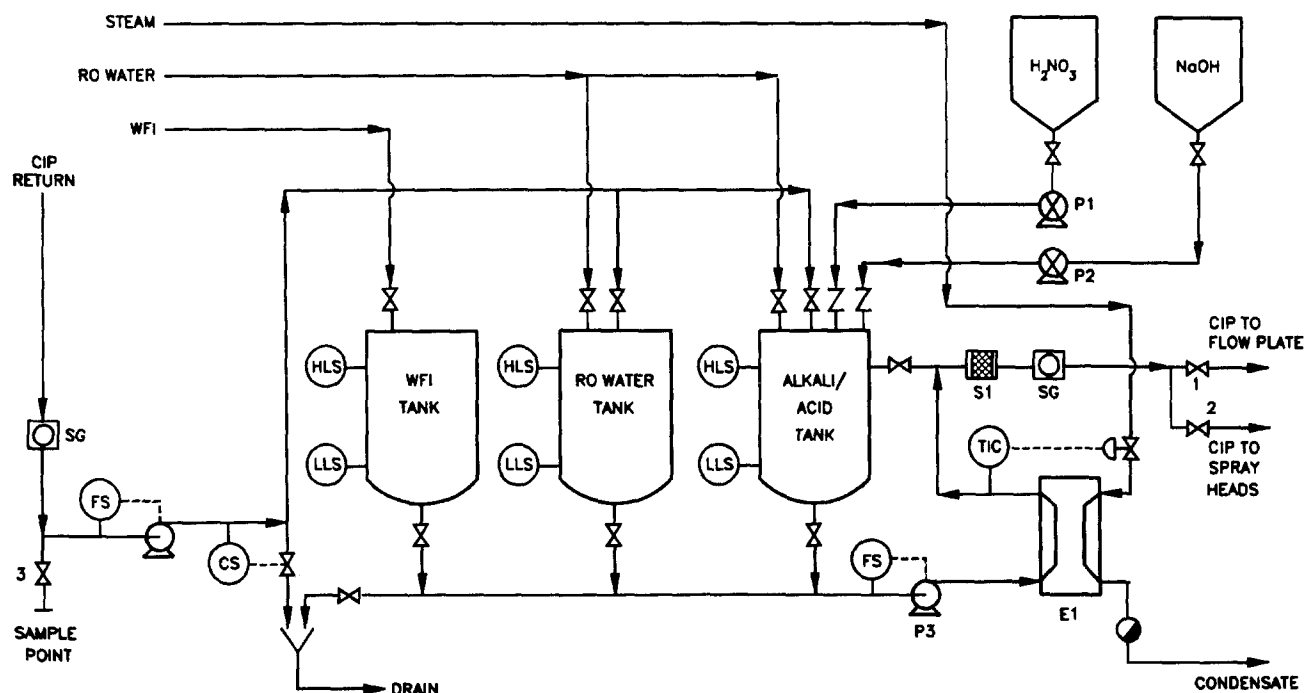 STEAM
RO WATER
WFI
CIP
RETURN
H2NO3
NaOH
P1
P2
CIP TO
FLOW PLATE
1
2
CIP TO
SPRAY
HEADS
HLS
WFI
TANK
LLS
HLS
RO WATER
TANK
LLS
HLS
ALKALI/
ACID
TANK
LLS
S1
SG
TIC
SG
FS
CS
3
SAMPLE
POINT
FS
P3
E1
DRAIN
CONDENSATE